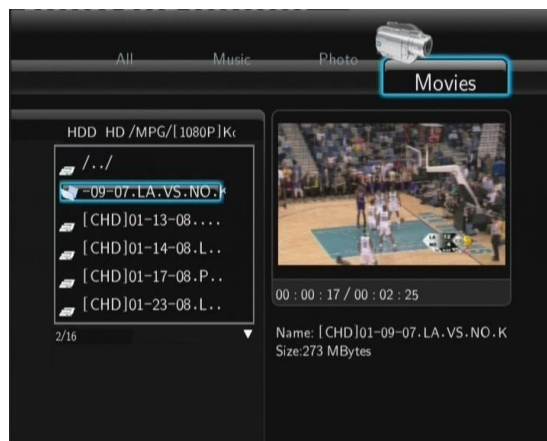 All Music Photo Movies
HDD HD /MPG/[1080P]Ko
/../
-09-07.LA.VS.NO.K
[CHD]01-13-08....
[CHD]01-14-08.L..
[CHD]01-17-08.P..
[CHD]01-23-08.L..
2/16
00 : 00 : 17 / 00 : 02 : 25
Name: [CHD]01-09-07.LA.VS.NO.K
Size:273 MBytes